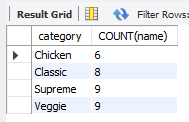 Result Grid Filter Rows:
category COUNT(name)
Chicken 6
Classic 8
Supreme 9
Veggie 9